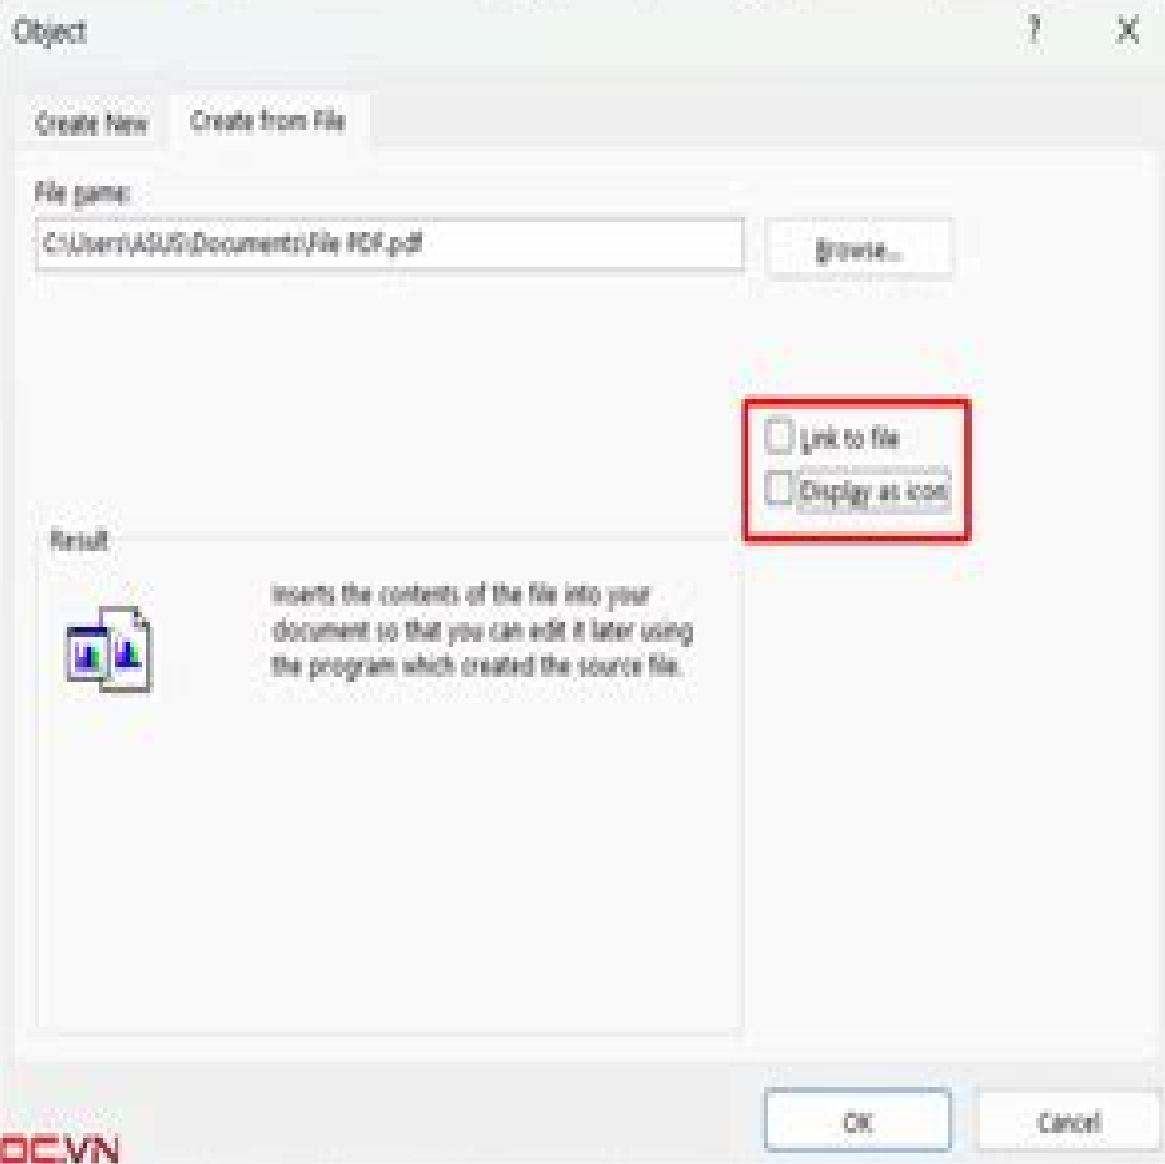 Object
? X
Create New Create from File
File name:
C:\Users\ASUS\Documents\File PDF.pdf
Browse...
Link to file
Display as icon
Result
Inserts the contents of the file into your
document so that you can edit it later using
the program which created the source file.
OK Cancel
OC.VN